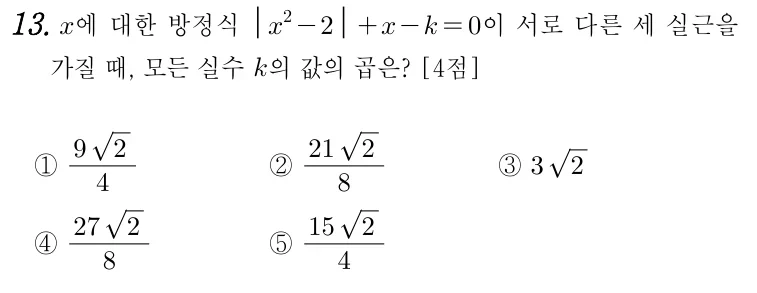 13. x에 대한 방정식 |x²−2|+x−k=0이 서로 다른 세 실근을
가질 때, 모든 실수 k의 값의 곱은? [4점]
① 9√2/4 ② 21√2/8 ③ 3√2
④ 27√2/8 ⑤ 15√2/4